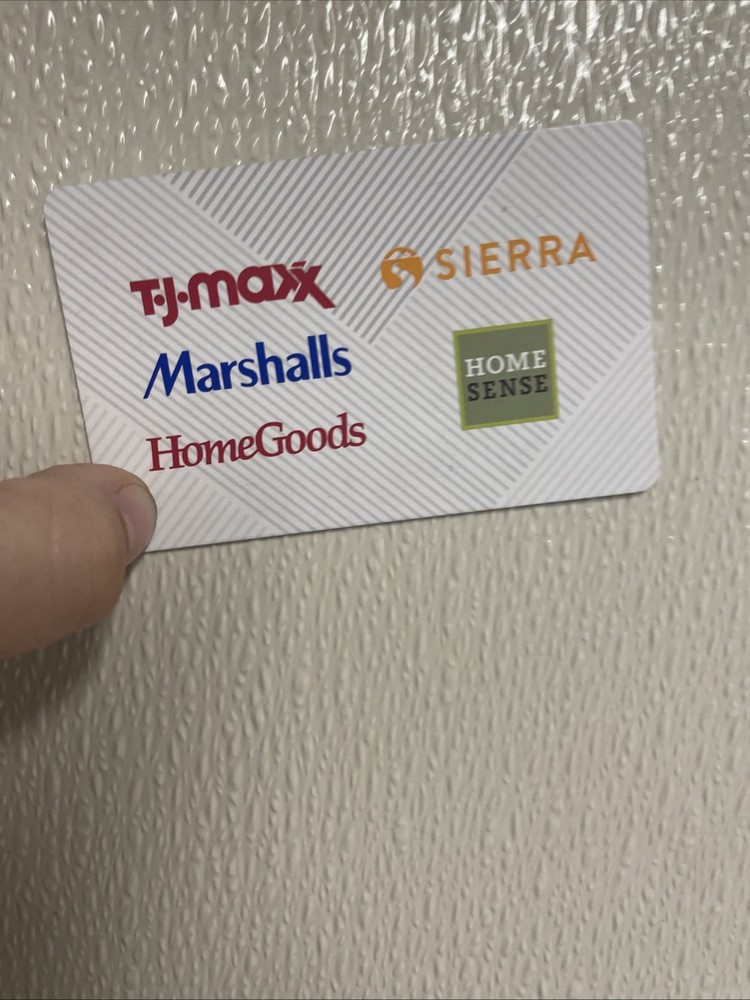 T·J·maxx
Marshalls
HomeGoods
SIERRA
HOME
SENSE